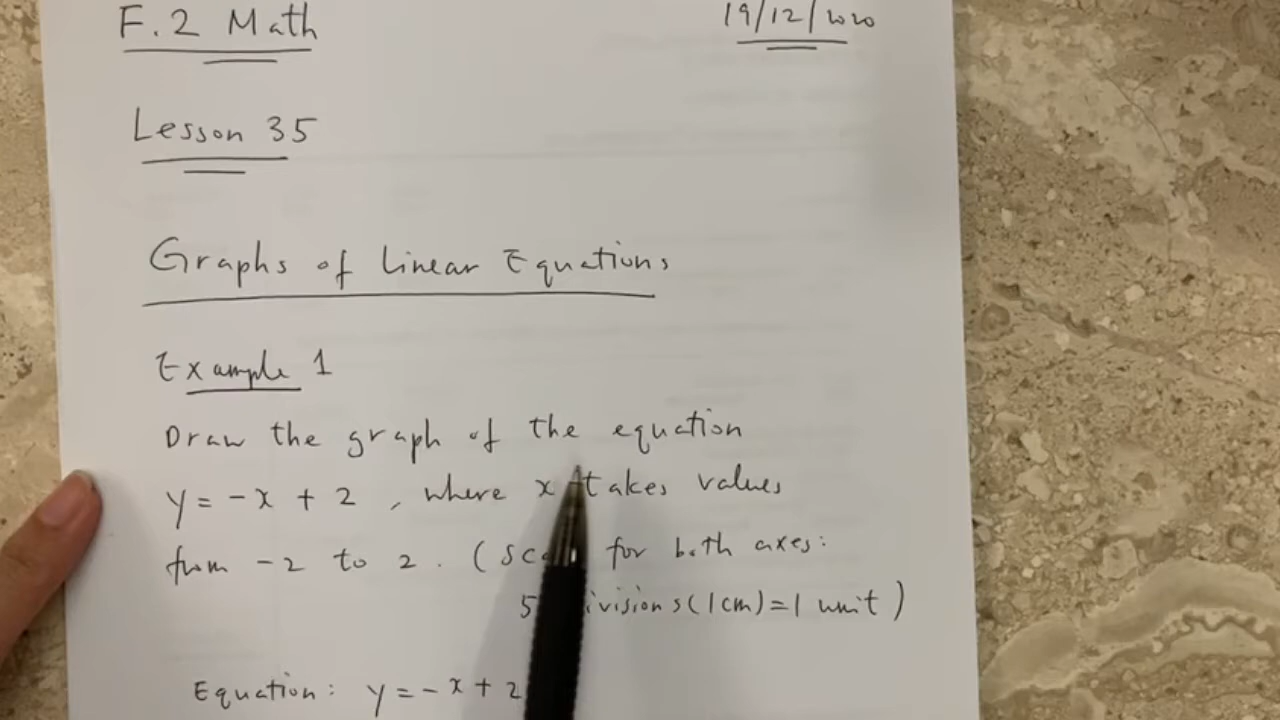 F.2 Math
19/12/2020
Lesson 35
Graphs of Linear Equations
Example 1
Draw the graph of the equation
y = -x + 2 , where x takes values
from -2 to 2. ( for both axes:
5 (1cm) = 1 unit )
Equation: y = -x + 2